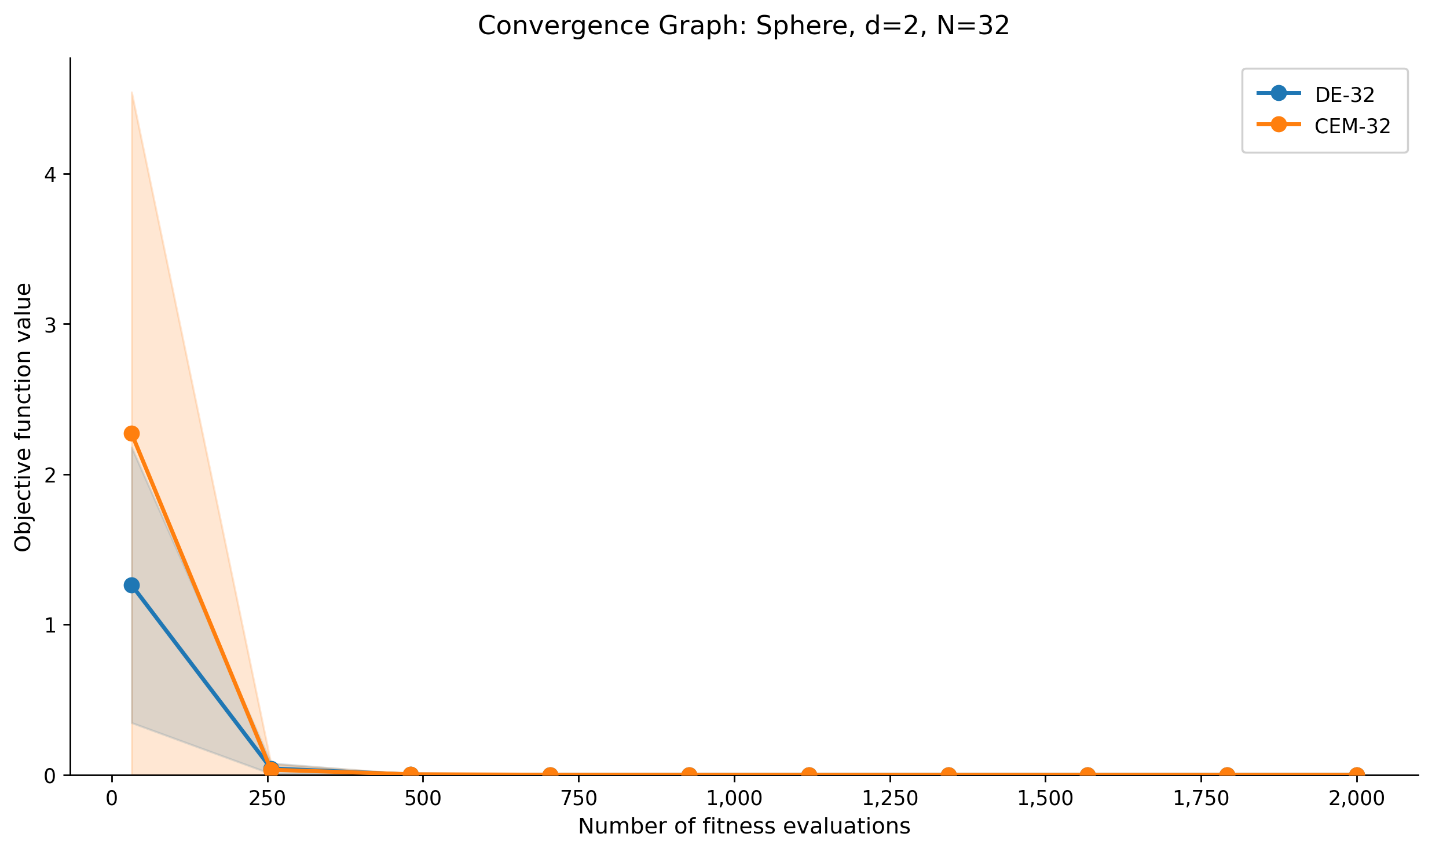 Convergence Graph: Sphere, d=2, N=32
DE-32
CEM-32
Objective function value
4
3
2
1
0
0 250 500 750 1,000 1,250 1,500 1,750 2,000
Number of fitness evaluations